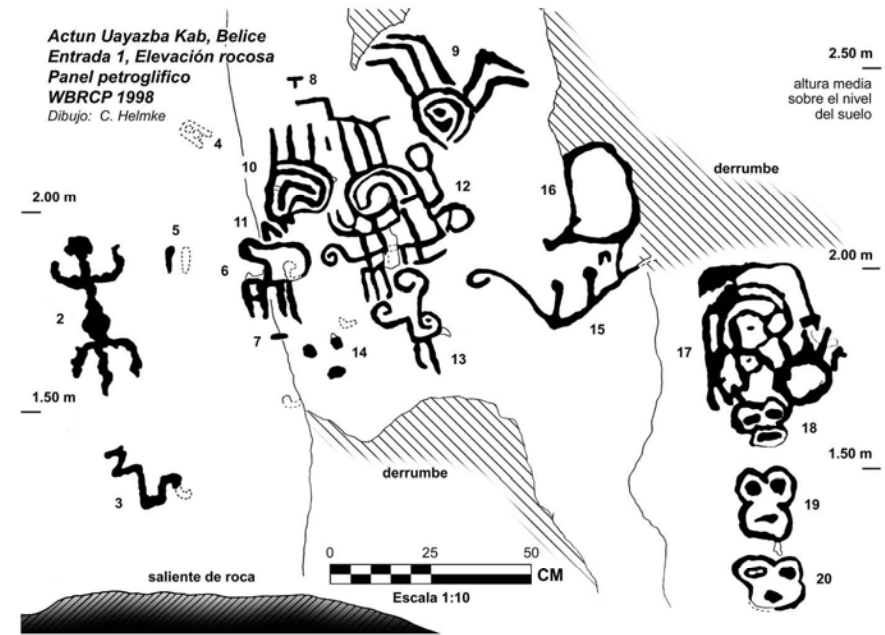 Actun Uayazba Kab, Belice
Entrada 1, Elevación rocosa
Panel petroglífico
WBRCP 1998
Dibujo: C. Helmke
2.50 m
altura media
sobre el nivel
del suelo
9
8
4
10
12
16
derrumbe
2.00 m
5
11
6
2.00 m
2
7
14
13
15
17
1.50 m
18
1.50 m
derrumbe
3
19
0
25
50
CM
Escala 1:10
saliente de roca
20